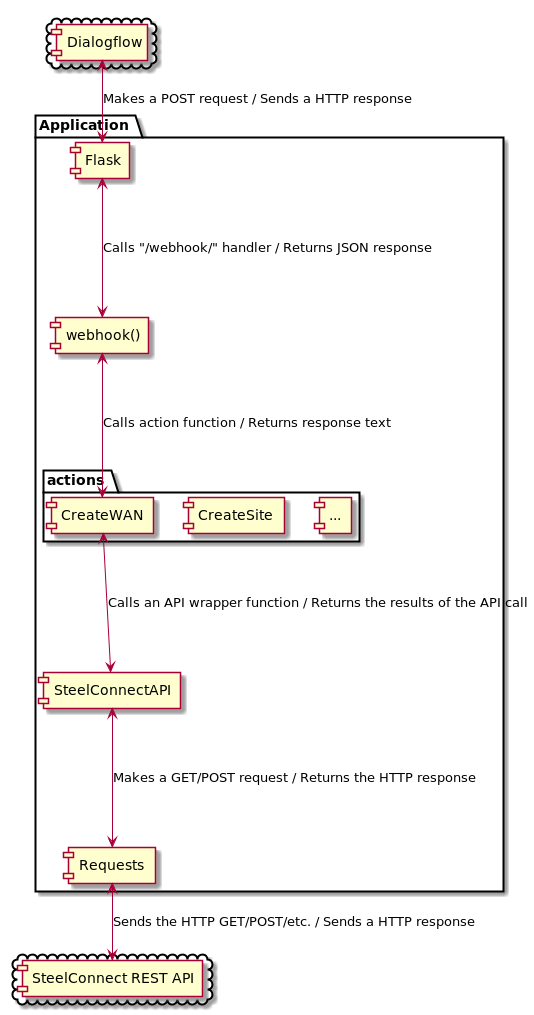 Dialogflow
Makes a POST request / Sends a HTTP response
Application
Flask
Calls "/webhook/" handler / Returns JSON response
webhook()
Calls action function / Returns response text
actions
CreateWAN
CreateSite
...
Calls an API wrapper function / Returns the results of the API call
SteelConnectAPI
Makes a GET/POST request / Returns the HTTP response
Requests
Sends the HTTP GET/POST/etc. / Sends a HTTP response
SteelConnect REST API